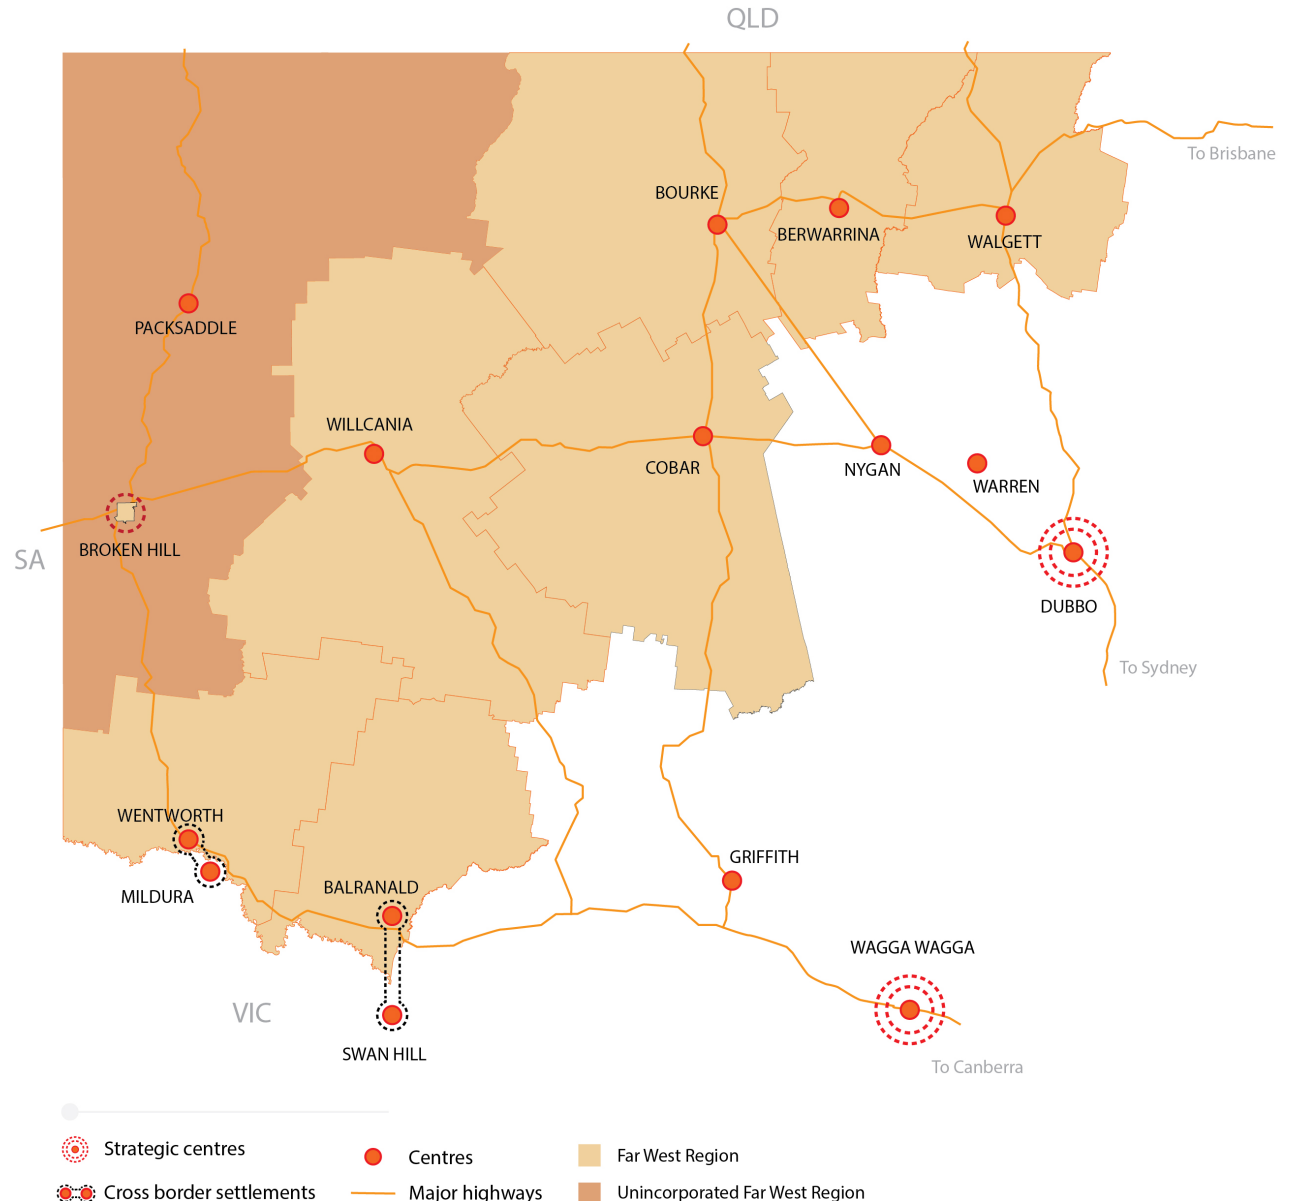 QLD
To Brisbane
BOURKE
BERWARRINA
WALGETT
PACKSADDLE
WILLCANIA
COBAR
NYGAN
WARREN
BROKEN HILL
SA
DUBBO
To Sydney
WENTWORTH
MILDURA
BALRANALD
GRIFFITH
WAGGA WAGGA
VIC
SWAN HILL
To Canberra
Strategic centres
Centres
Far West Region
Cross border settlements
Major highways
Unincorporated Far West Region